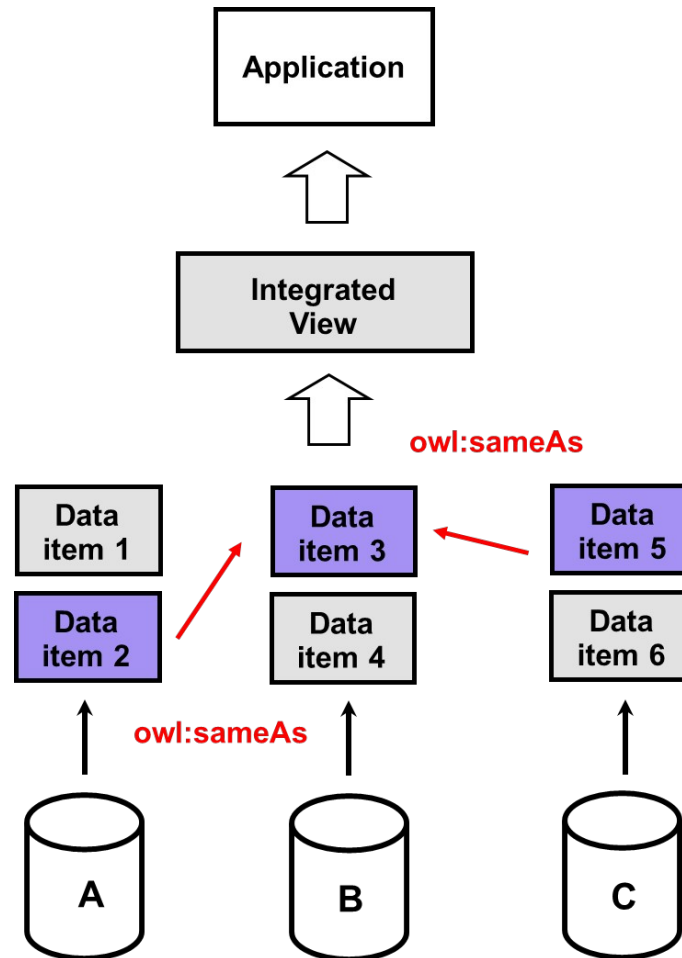 Application
Integrated
View
owl:sameAs
Data
item 1
Data
item 3
Data
item 5
Data
item 2
Data
item 4
Data
item 6
owl:sameAs
A
B
C